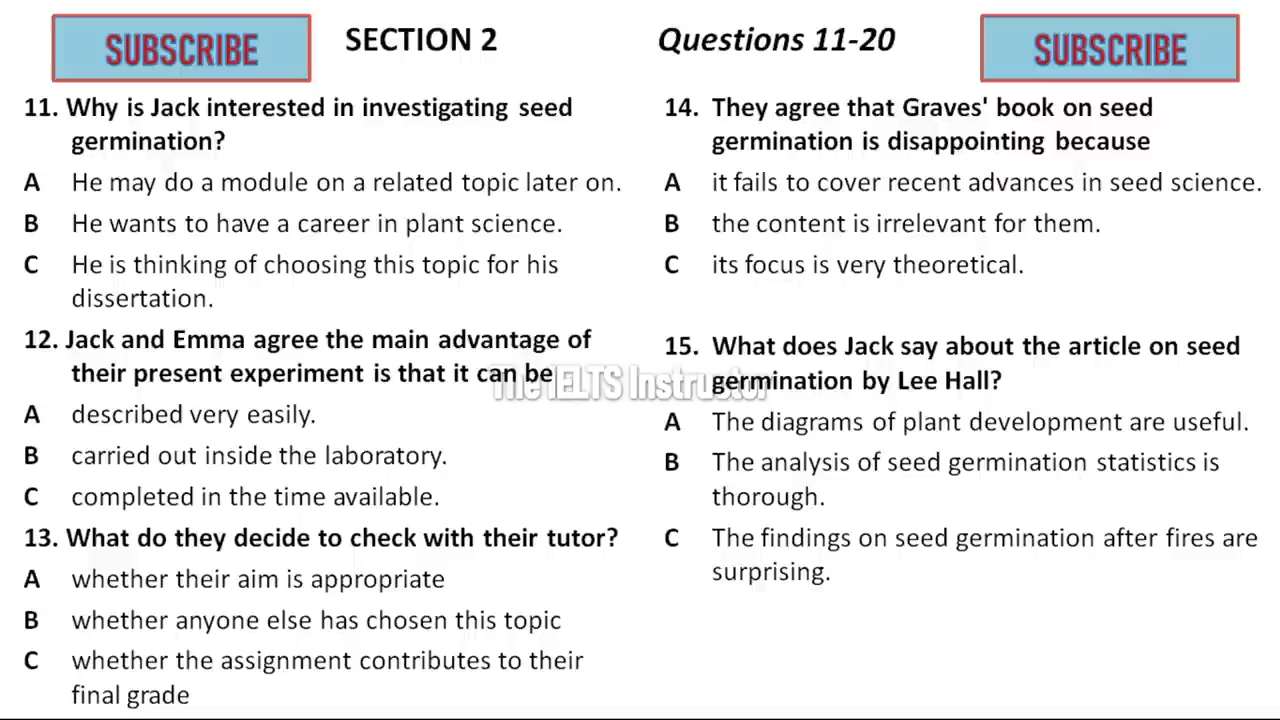 SUBSCRIBE
SECTION 2
Questions 11-20
SUBSCRIBE
11. Why is Jack interested in investigating seed
germination?
A He may do a module on a related topic later on.
B He wants to have a career in plant science.
C He is thinking of choosing this topic for his
dissertation.
12. Jack and Emma agree the main advantage of
their present experiment is that it can be
A described very easily.
B carried out inside the laboratory.
C completed in the time available.
13. What do they decide to check with their tutor?
A whether their aim is appropriate
B whether anyone else has chosen this topic
C whether the assignment contributes to their
final grade
14. They agree that Graves' book on seed
germination is disappointing because
A it fails to cover recent advances in seed science.
B the content is irrelevant for them.
C its focus is very theoretical.
15. What does Jack say about the article on seed
germination by Lee Hall?
A The diagrams of plant development are useful.
B The analysis of seed germination statistics is
thorough.
C The findings on seed germination after fires are
surprising.
The IELTS Instructor